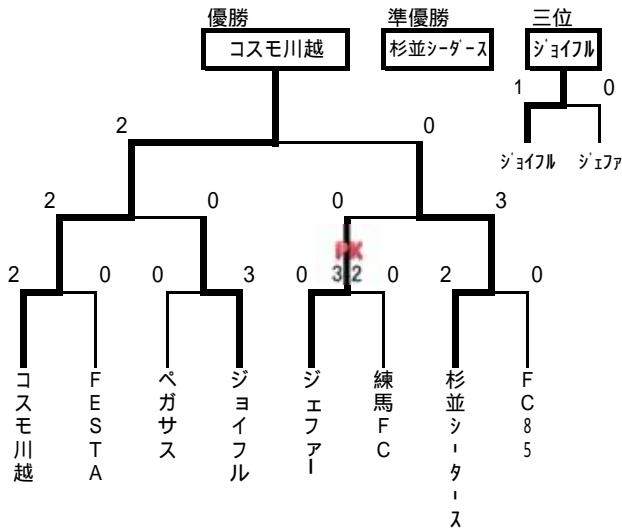 優勝 準優勝 三位
コスモ川越 杉並シーダース ジョイフル
1 0
2 0
ジョイフル ジェファ
2 0 0 3
PK
2 0 0 3 0 3 2 0 2 0
コスモ川越
FESTA
ペガサス
ジョイフル
ジェファー
練馬FC
杉並シーダース
FC85